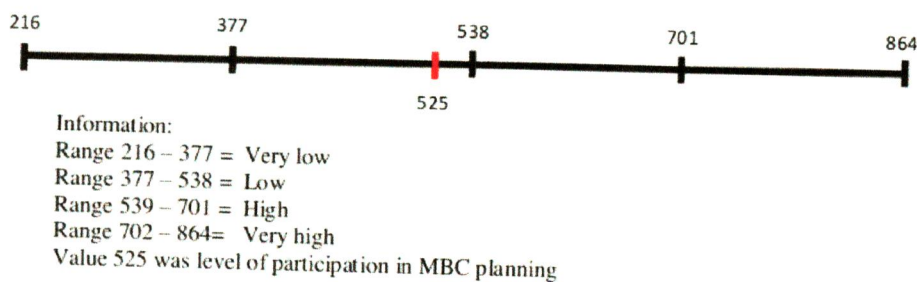 216 377 538 701 864
525
Information:
Range 216 – 377 = Very low
Range 377 – 538 = Low
Range 539 – 701 = High
Range 702 – 864= Very high
Value 525 was level of participation in MBC planning